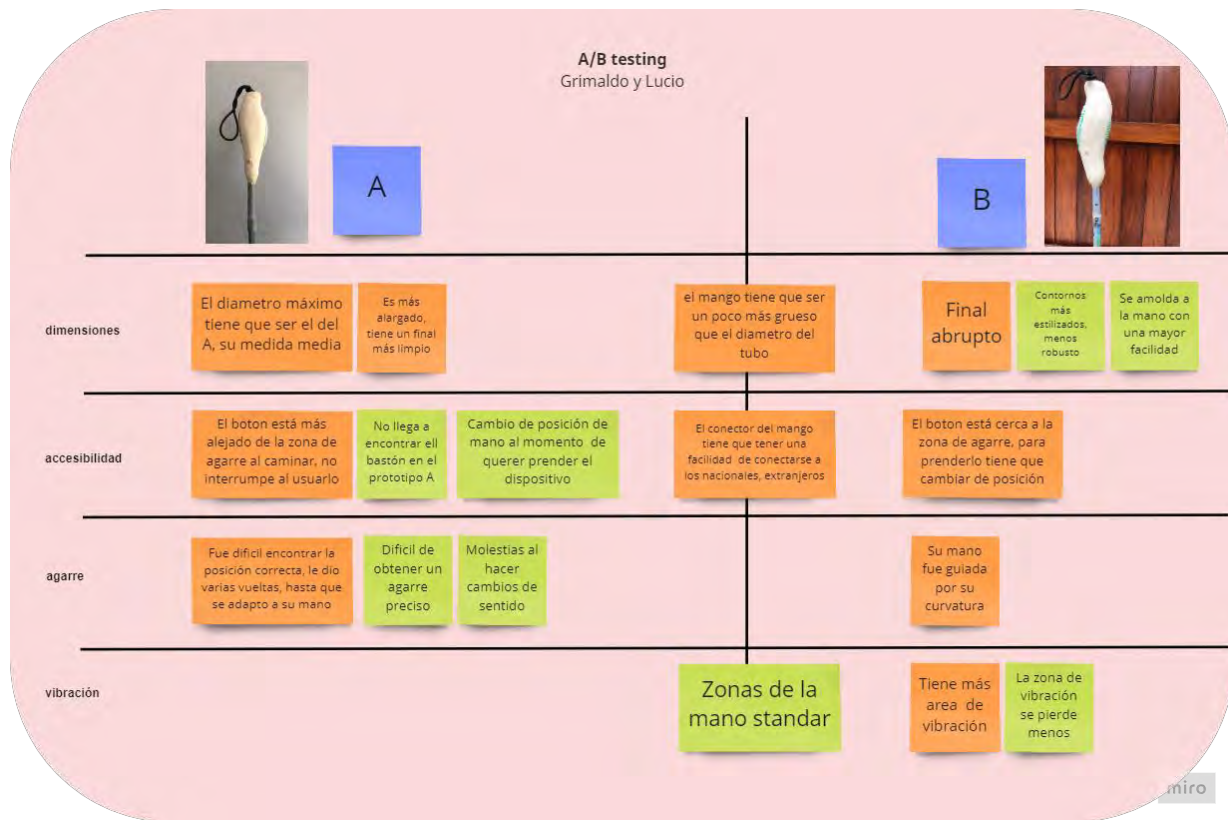 A/B testing
Grimaldo y Lucio
A
B
dimensiones
El diametro máximo
tiene que ser el del
A, su medida media
Es más
alargado,
tiene un final
más limpio
el mango tiene que ser
un poco más grueso
que el diametro del
tubo
Final
abrupto
Contornos
más
estilizados,
menos
robusto
Se amolda a
la mano con
una mayor
facilidad
accesibilidad
El boton está más
alejado de la zona de
agarre al caminar, no
interrumpe al usuario
No llega a
encontrar ell
bastón en el
prototipo A
Cambio de posición de
mano al momento de
querer prender el
dispositivo
El conector del mango
tiene que tener una
facilidad de conectarse a
los nacionales, extranjeros
El boton está cerca a la
zona de agarre, para
prenderlo tiene que
cambiar de posición
agarre
Fue dificil encontrar la
posición correcta, le dio
varias vueltas, hasta que
se adapto a su mano
Dificil de
obtener un
agarre
preciso
Molestias al
hacer
cambios de
sentido
Su mano
fue guiada
por su
curvatura
vibración
Zonas de la
mano standar
Tiene más
area de
vibración
La zona de
vibración
se pierde
menos
miro